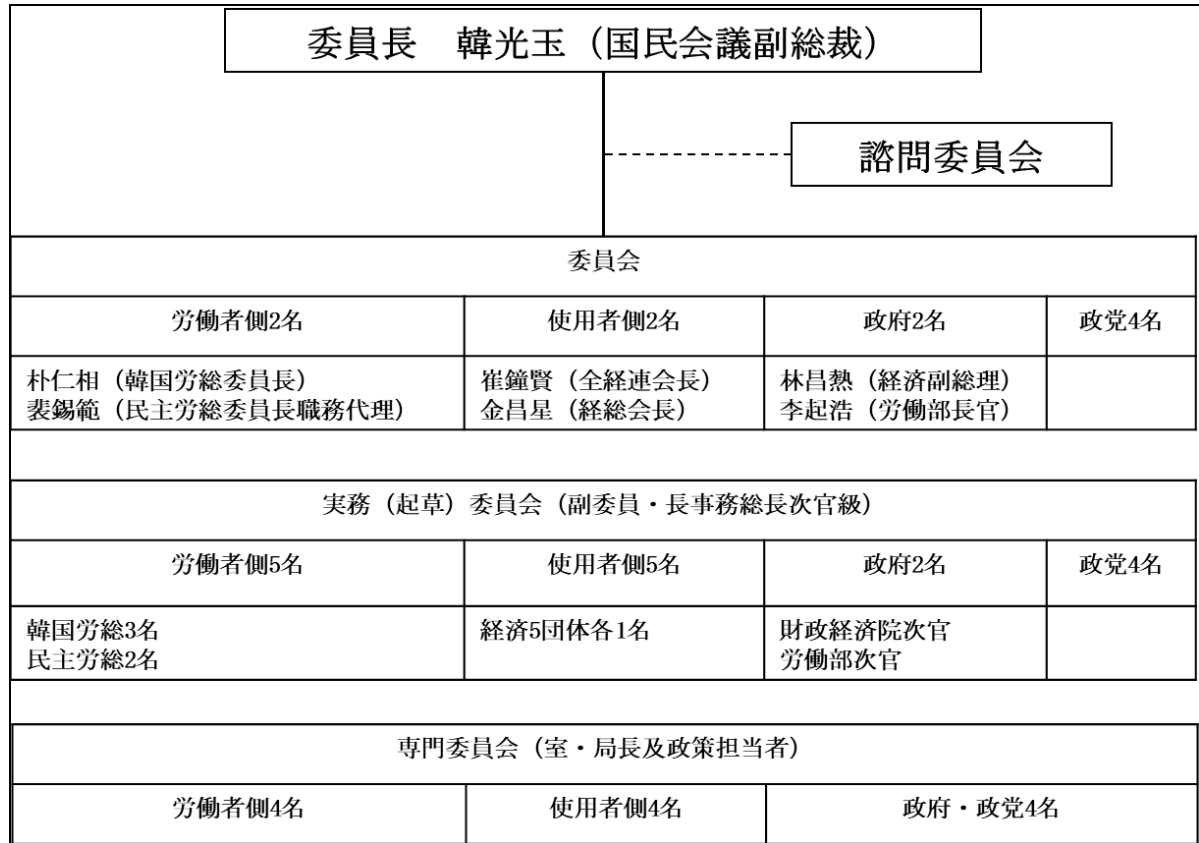 委員長　韓光玉（国民会議副総裁）
諮問委員会
委員会
労働者側2名
使用者側2名
政府2名
政党4名
朴仁相（韓国労総委員長）
裴錫範（民主労総委員長職務代理）
崔鐘賢（全経連会長）
金昌星（経総会長）
林昌熱（経済副総理）
李起浩（労働部長官）
実務（起草）委員会（副委員・長事務総長次官級）
労働者側5名
使用者側5名
政府2名
政党4名
韓国労総3名
民主労総2名
経済5団体各1名
財政経済院次官
労働部次官
専門委員会（室・局長及政策担当者）
労働者側4名
使用者側4名
政府・政党4名